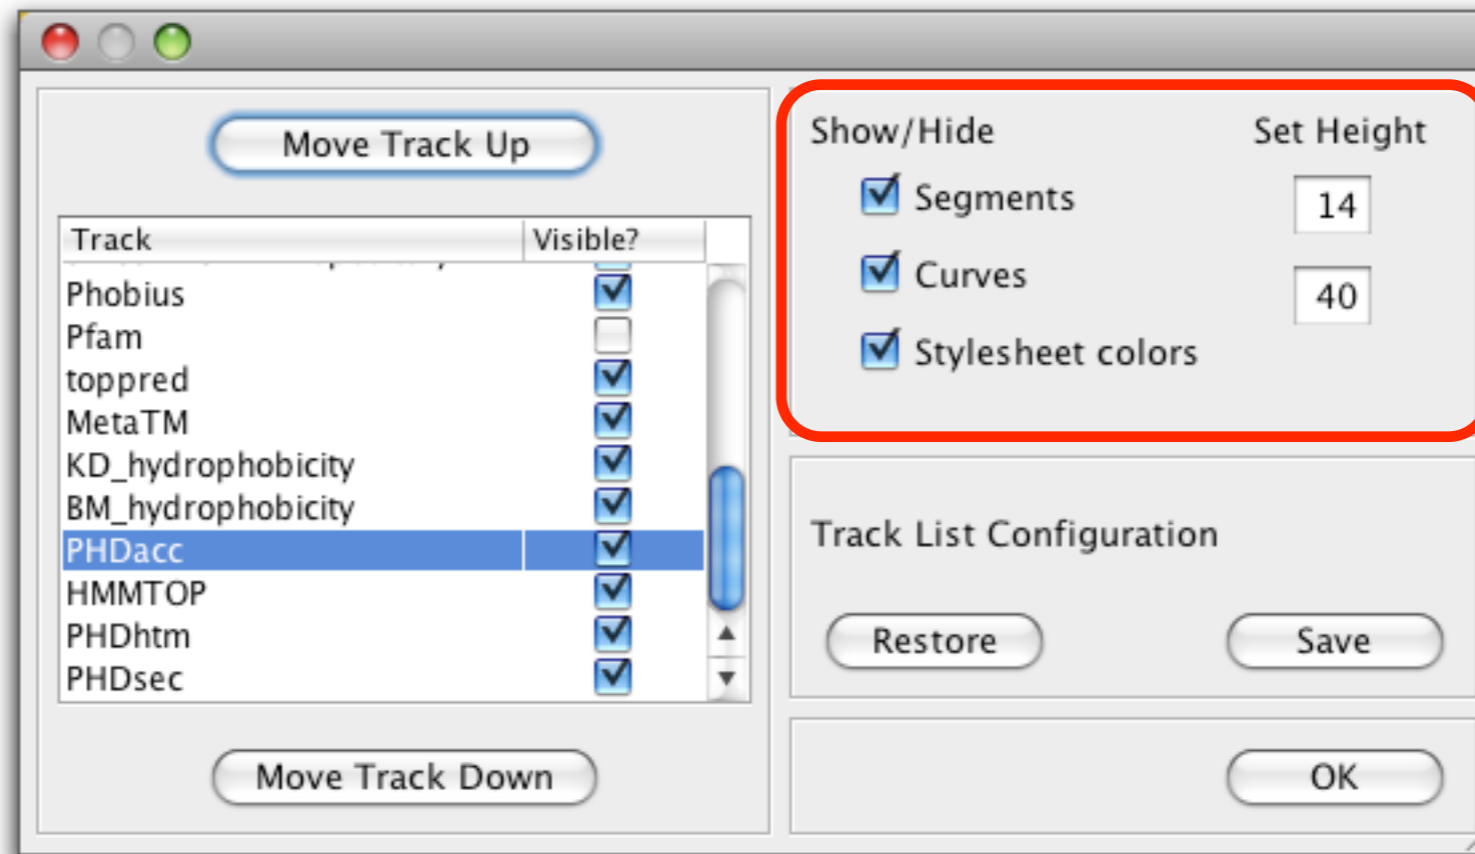 Move Track Up
Track Visible?
Phobius
Pfam
toppred
MetaTM
KD_hydrophobicity
BM_hydrophobicity
PHDacc
HMMTOP
PHDhtm
PHDsec
Move Track Down
Show/Hide Set Height
Segments 14
Curves 40
Stylesheet colors
Track List Configuration
Restore Save
OK